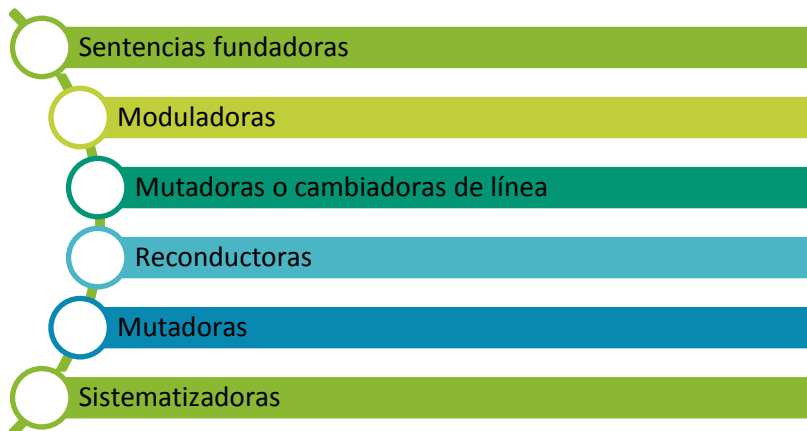 Sentencias fundadoras
Moduladoras
Mutadoras o cambiadoras de línea
Reconductoras
Mutadoras
Sistematizadoras